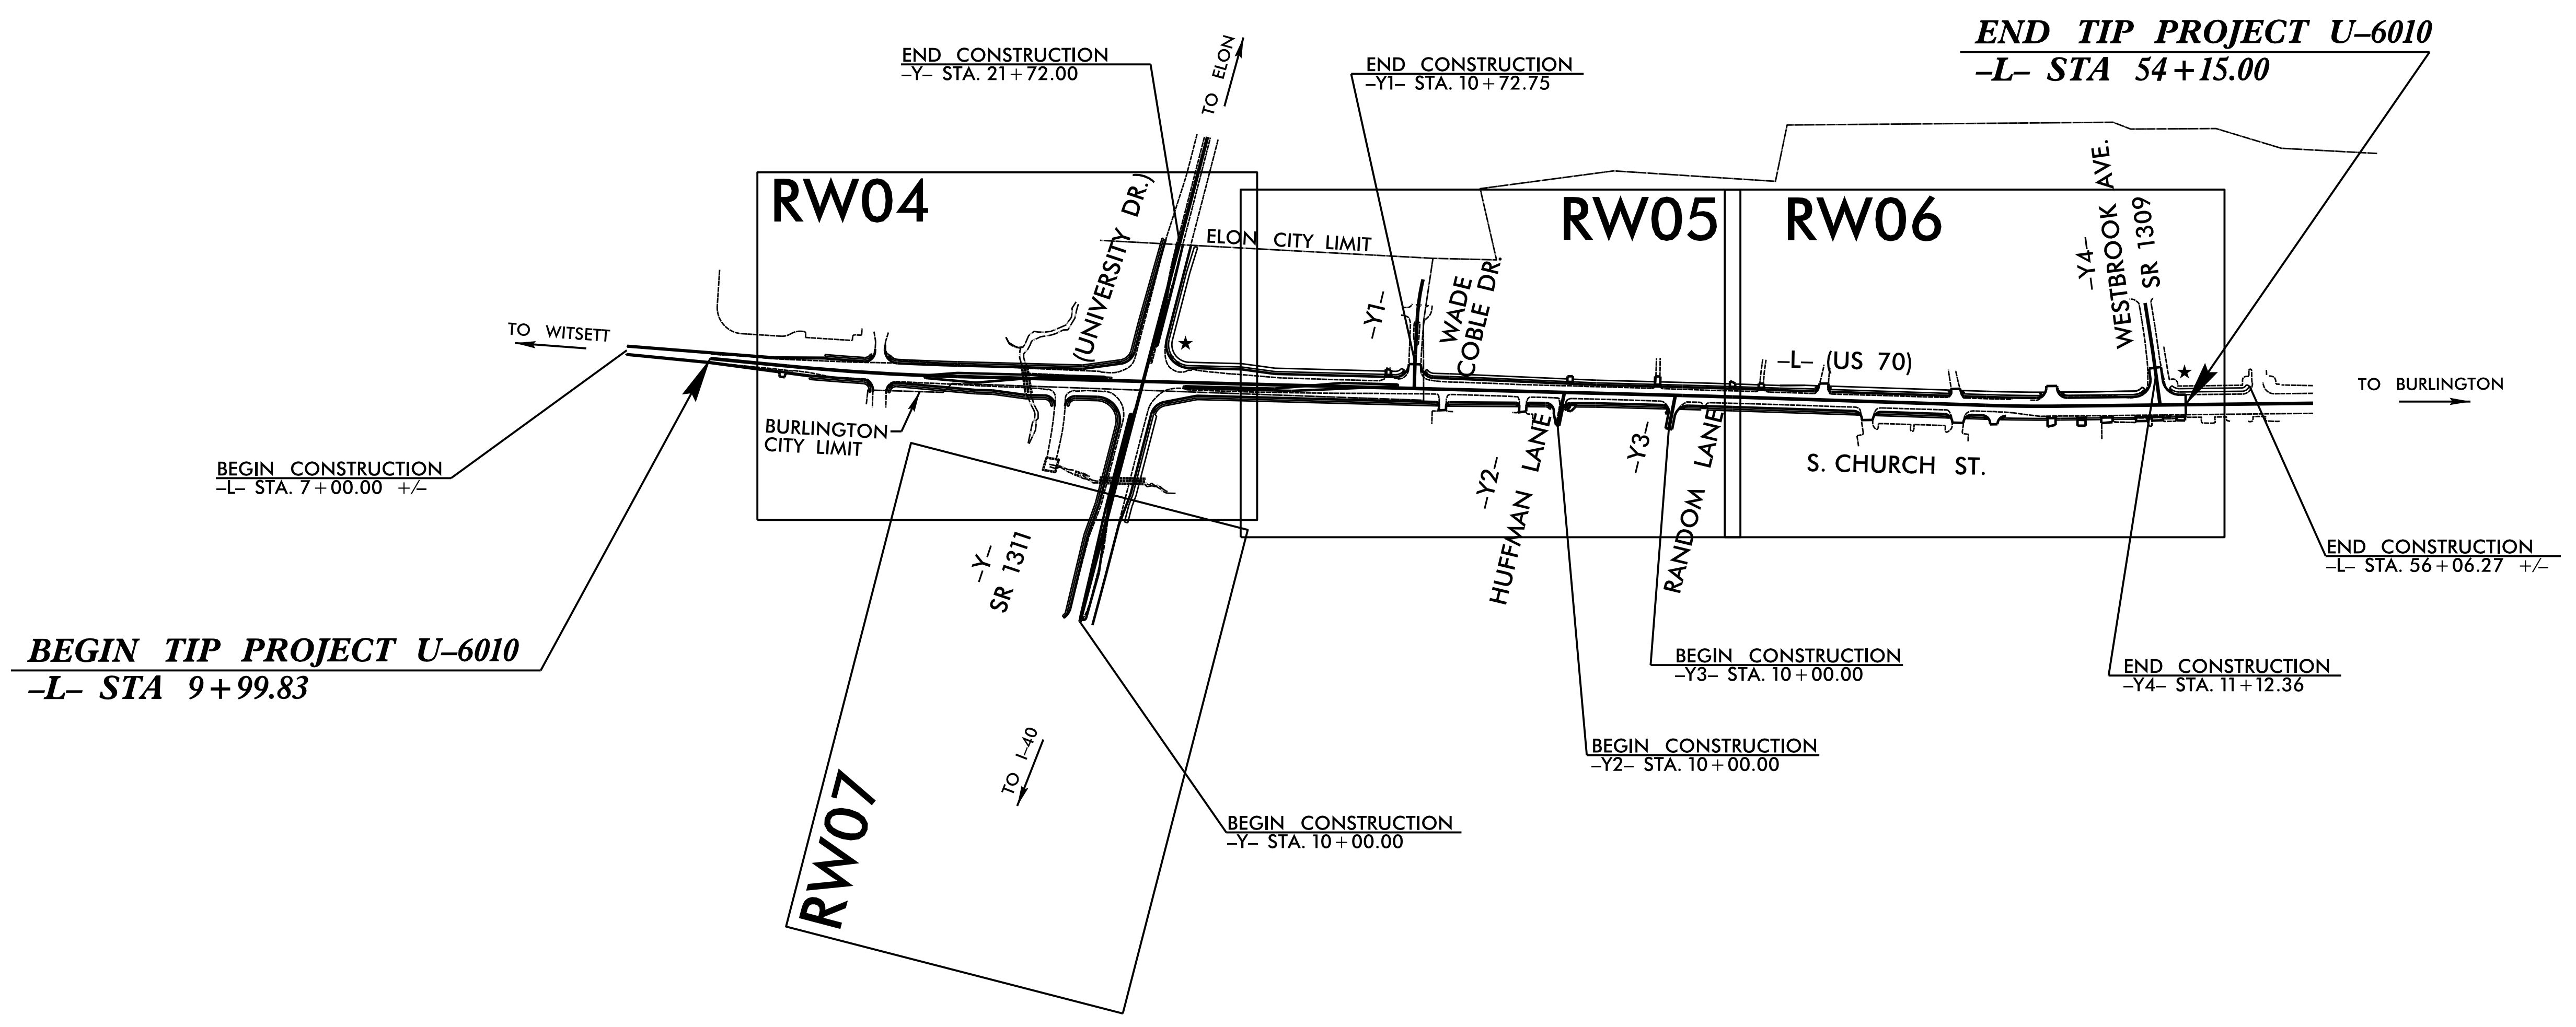 END TIP PROJECT U–6010
–L– STA 54+15.00
END CONSTRUCTION
–Y– STA. 21+72.00
TO ELON
END CONSTRUCTION
–Y1– STA. 10+72.75
RW04
RW05
RW06
(UNIVERSITY DR.)
ELON CITY LIMIT
–Y1–
WADE
COBLE DR.
–Y4–
WESTBROOK AVE.
SR 1309
TO WITSETT
–L– (US 70)
TO BURLINGTON
BURLINGTON
CITY LIMIT
BEGIN CONSTRUCTION
–L– STA. 7+00.00 +/–
–Y2–
HUFFMAN LANE
–Y3–
RANDOM LANE
S. CHURCH ST.
–Y–
SR 1311
END CONSTRUCTION
–L– STA. 56+06.27 +/–
BEGIN TIP PROJECT U–6010
–L– STA 9+99.83
BEGIN CONSTRUCTION
–Y3– STA. 10+00.00
END CONSTRUCTION
–Y4– STA. 11+12.36
BEGIN CONSTRUCTION
–Y2– STA. 10+00.00
TO I–40
RW07
BEGIN CONSTRUCTION
–Y– STA. 10+00.00